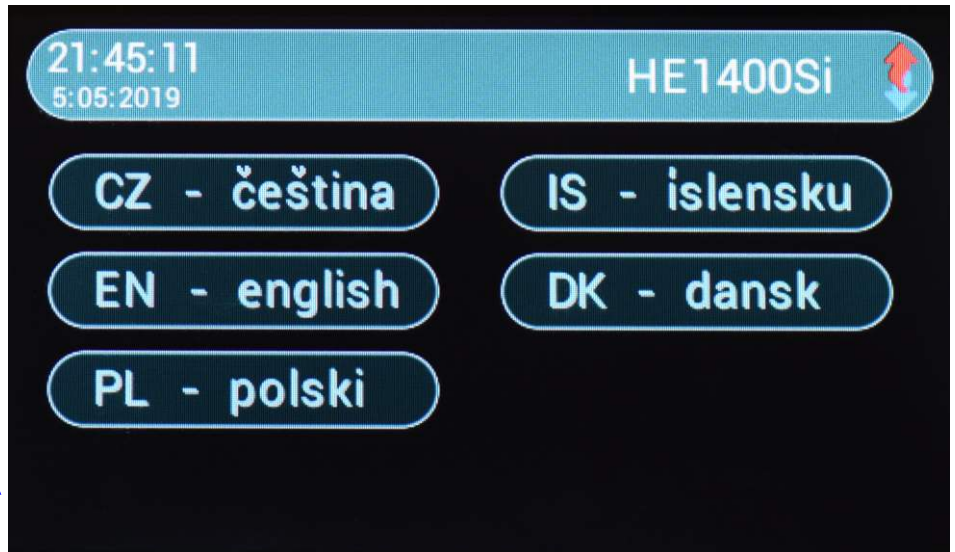 21:45:11
5:05:2019
HE1400Si
CZ - čeština
IS - íslensku
EN - english
DK - dansk
PL - polski